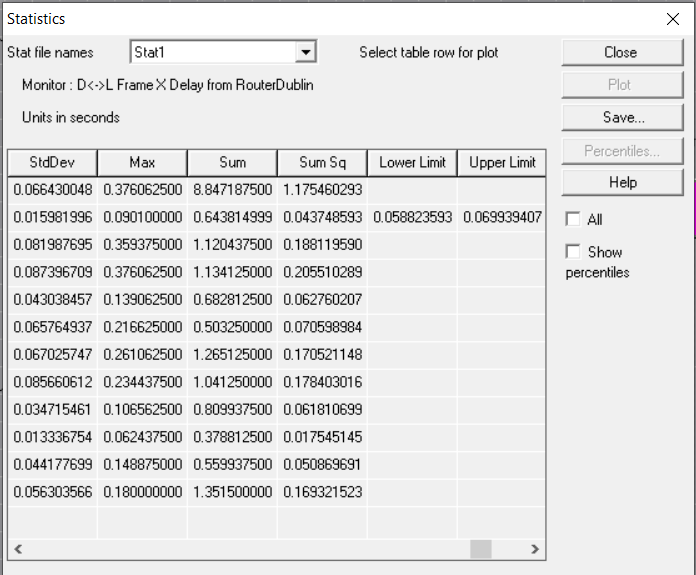 Statistics
Stat file names Stat1 Select table row for plot Close
Monitor : D<->L Frame X Delay from RouterDublin Plot
Units in seconds Save...
Percentiles...
Help
All
Show percentiles
StdDev Max Sum Sum Sq Lower Limit Upper Limit
0.066430048 0.376062500 8.847187500 1.175460293
0.015981996 0.090100000 0.643814999 0.043748593 0.058823593 0.069939407
0.081987695 0.359375000 1.120437500 0.188119590
0.087396709 0.376062500 1.134125000 0.205510289
0.043038457 0.139062500 0.682812500 0.062760207
0.065764937 0.216625000 0.503250000 0.070598984
0.067025747 0.261062500 1.265125000 0.170521148
0.085660612 0.234437500 1.041250000 0.178403016
0.034715461 0.106562500 0.809937500 0.061810699
0.013336754 0.062437500 0.378812500 0.017545145
0.044177699 0.148875000 0.559937500 0.050869691
0.056303566 0.180000000 1.351500000 0.169321523